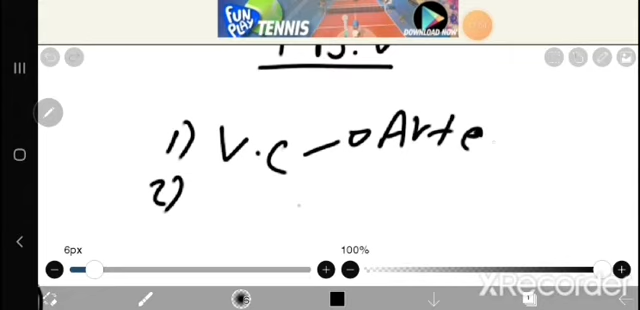 FUN PLAY TENNIS
DOWNLOAD NOW
1) V.C → Arte
2)
6px
100%
XRecorder